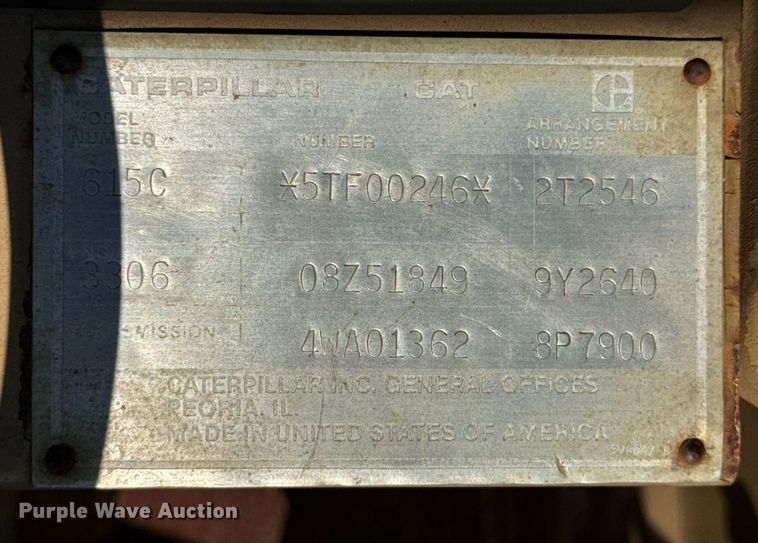 CATERPILLAR CAT C
MODEL NUMBER NUMBER ARRANGEMENT NUMBER
615C *5TF00246* 2T2546
3306 08Z51849 9Y2640
4WA01362 8P7900
CATERPILLAR INC. GENERAL OFFICES
PEORIA, IL.
MADE IN UNITED STATES OF AMERICA
Purple Wave Auction